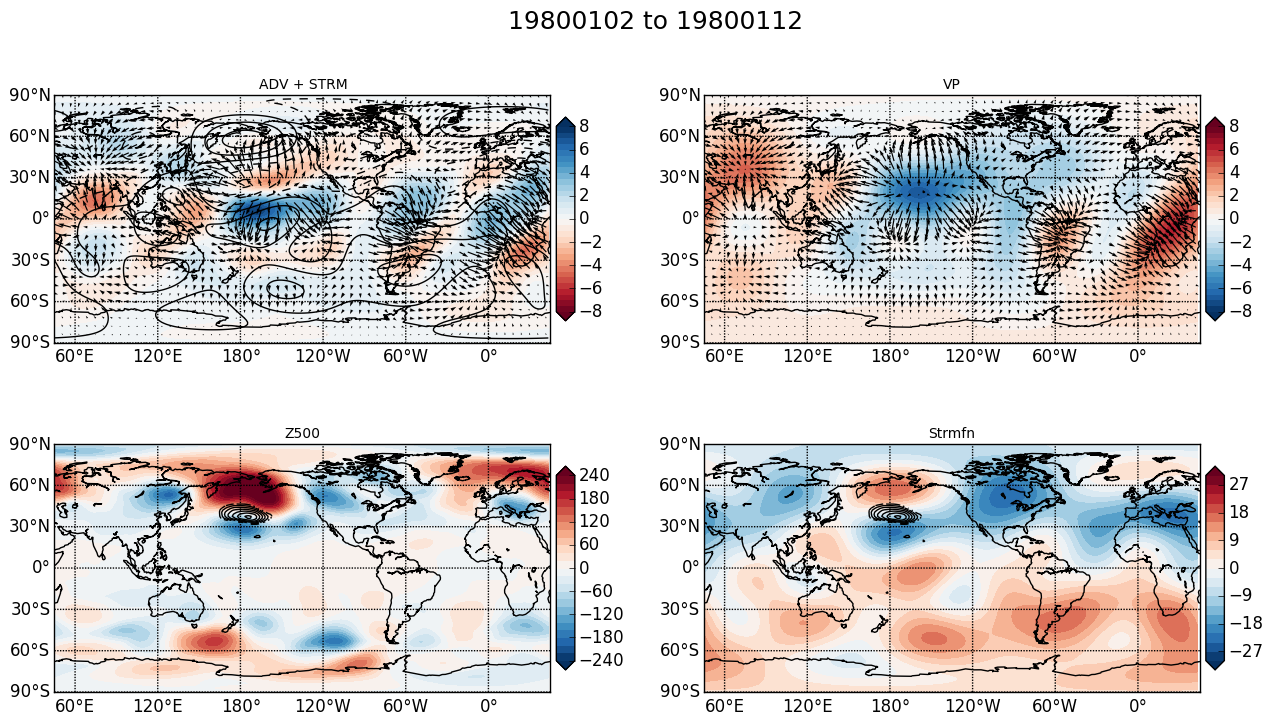 19800102 to 19800112
ADV + STRM
90°N
60°N
30°N
0°
30°S
60°S
90°S
60°E 120°E 180° 120°W 60°W 0°
8
6
4
2
0
−2
−4
−6
−8
VP
90°N
60°N
30°N
0°
30°S
60°S
90°S
60°E 120°E 180° 120°W 60°W 0°
8
6
4
2
0
−2
−4
−6
−8
Z500
90°N
60°N
30°N
0°
30°S
60°S
90°S
60°E 120°E 180° 120°W 60°W 0°
240
180
120
60
0
−60
−120
−180
−240
Strmfn
90°N
60°N
30°N
0°
30°S
60°S
90°S
60°E 120°E 180° 120°W 60°W 0°
27
18
9
0
−9
−18
−27